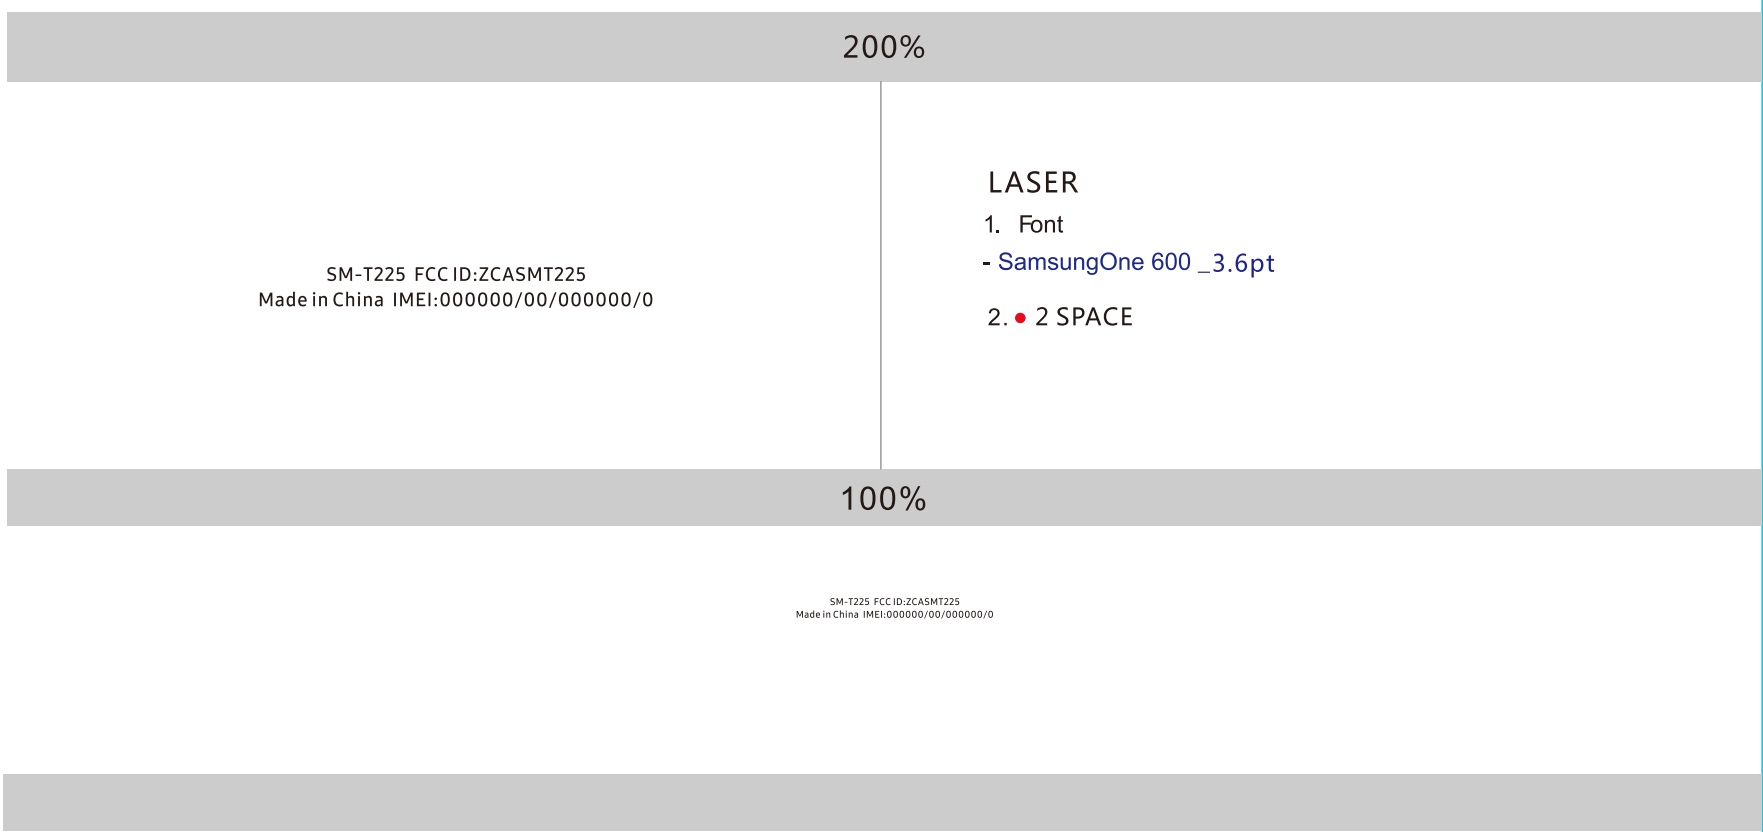 200%
SM-T225 FCC ID:ZCASMT225
Made in China IMEI:000000/00/000000/0
LASER
1. Font
- SamsungOne 600 _3.6pt
2. ● 2 SPACE
100%
SM-T225 FCC ID:ZCASMT225
Made in China IMEI:000000/00/000000/0